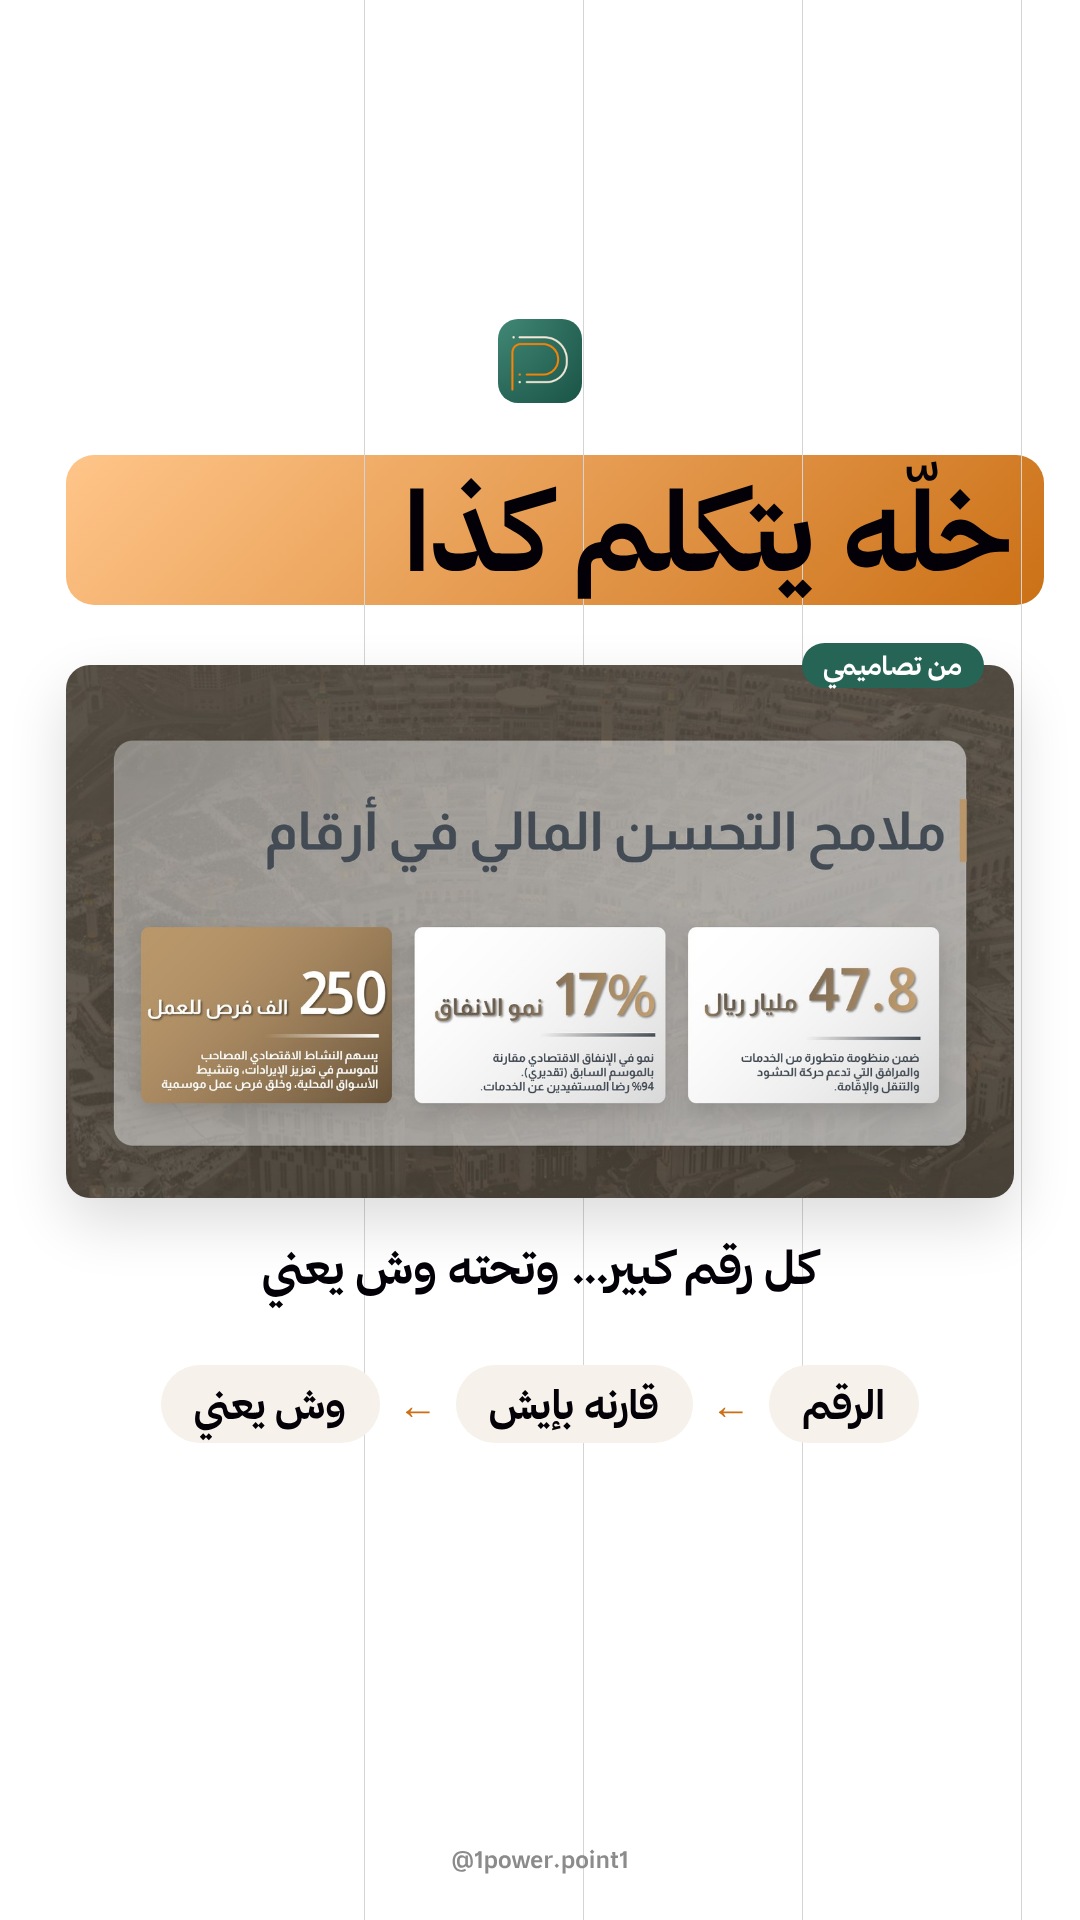 خلّه يتكلم كذا
من تصاميمي
ملامح التحسن المالي في أرقام
47.8 مليار ريال
ضمن منظومة متطورة من الخدمات
والمرافق التي تدعم حركة الحشود
والتنقل والإقامة.
17% نمو الانفاق
نمو في الإنفاق الاقتصادي مقارنة
بالموسم السابق (تقديري).
94% رضا المستفيدين عن الخدمات.
250 الف فرص للعمل
يسهم النشاط الاقتصادي المصاحب
للموسم في تعزيز الإيرادات، وتنشيط
الأسواق المحلية، وخلق فرص عمل موسمية
كل رقم كبير... وتحته وش يعني
الرقم ← قارنه بإيش ← وش يعني
@1power.point1